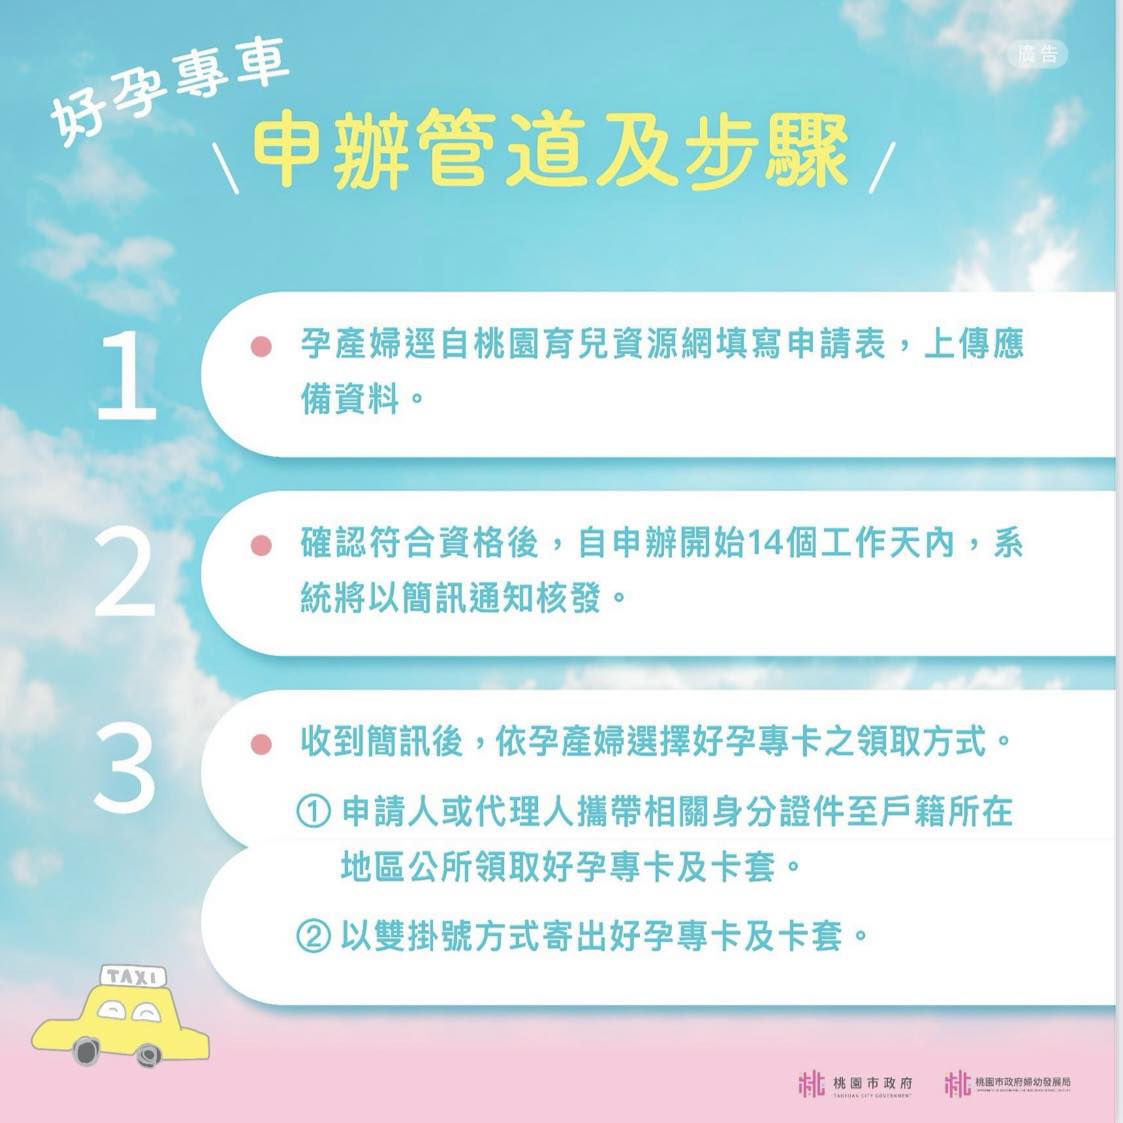 好孕專車
廣告
申辦管道及步驟
1
孕產婦逕自桃園育兒資源網填寫申請表，上傳應
備資料。
2
確認符合資格後，自申辦開始14個工作天內，系
統將以簡訊通知核發。
3
收到簡訊後，依孕產婦選擇好孕專卡之領取方式。
① 申請人或代理人攜帶相關身分證件至戶籍所在
地區公所領取好孕專卡及卡套。
② 以雙掛號方式寄出好孕專卡及卡套。
TAXI
桃園市政府
TAOYUAN CITY GOVERNMENT
桃園市政府婦幼發展局